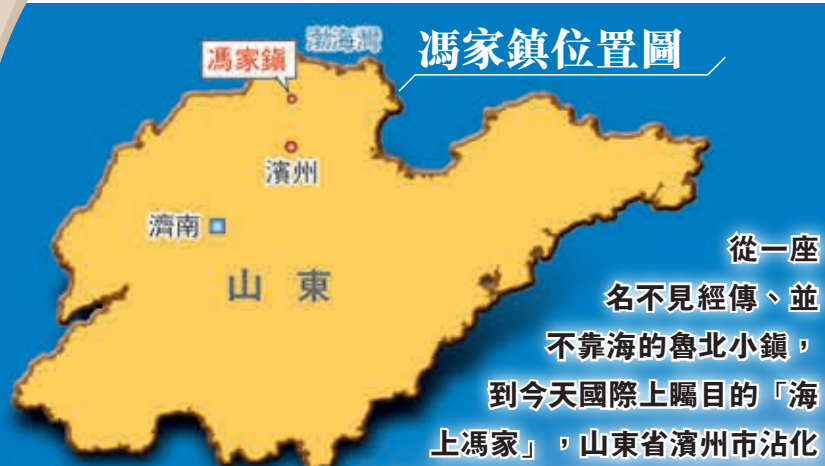 渤海灣
馮家鎮位置圖
馮家鎮
濱州
濟南
山東
從一座
名不見經傳、並
不靠海的魯北小鎮，
到今天國際上矚目的「海
上馮家」，山東省濱州市沾化